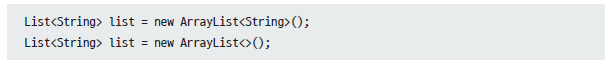 List<String> list = new ArrayList<String>();
List<String> list = new ArrayList<>();